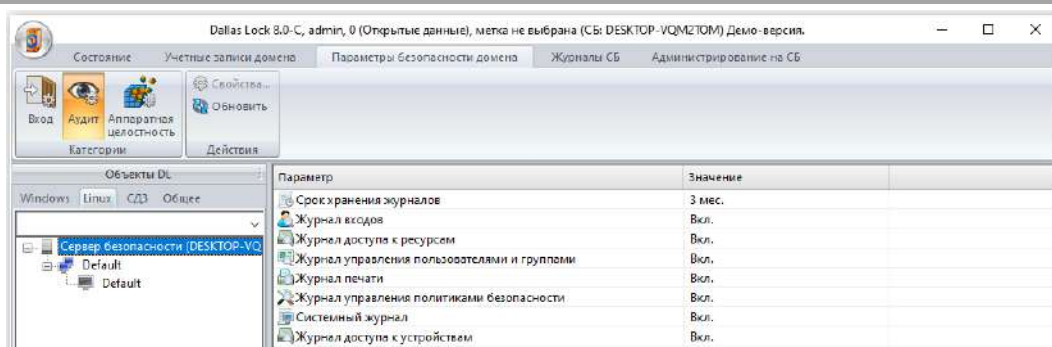 Dallas Lock 8.0-C, admin, 0 (Открытые данные), метка не выбрана (СБ: DESKTOP-VQM2TOM) Демо-версия.
Состояние Учетные записи домена Параметры безопасности домена Журналы СБ Администрирование на СБ
Свойства...
Обновить
Вход Аудит Аппаратная целостность
Категории Действия
Объекты DL
Windows Linux СДЗ Общее
Сервер безопасности (DESKTOP-VQ
Default
Default
Параметр Значение
Срок хранения журналов 3 мес.
Журнал входов Вкл.
Журнал доступа к ресурсам Вкл.
Журнал управления пользователями и группами Вкл.
Журнал печати Вкл.
Журнал управления политиками безопасности Вкл.
Системный журнал Вкл.
Журнал доступа к устройствам Вкл.